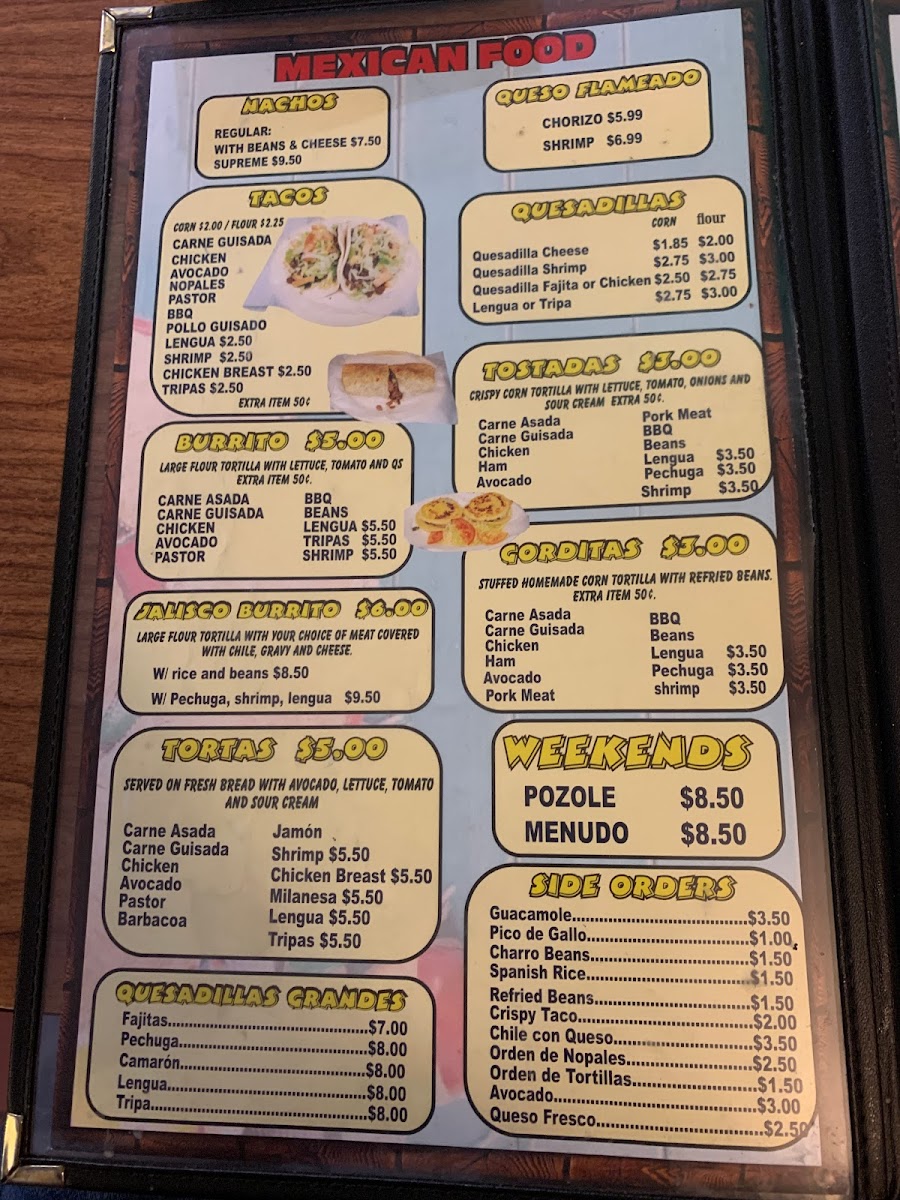 MEXICAN FOOD
NACHOS
REGULAR:
WITH BEANS & CHEESE $7.50
SUPREME $9.50
TACOS
CORN $2.00 / FLOUR $2.25
CARNE GUISADA
CHICKEN
AVOCADO
NOPALES
PASTOR
BBQ
POLLO GUISADO
LENGUA $2.50
SHRIMP $2.50
CHICKEN BREAST $2.50
TRIPAS $2.50
EXTRA ITEM 50¢
BURRITO $5.00
LARGE FLOUR TORTILLA WITH LETTUCE, TOMATO AND QS
EXTRA ITEM 50¢.
CARNE ASADA
CARNE GUISADA
CHICKEN
AVOCADO
PASTOR
BBQ
BEANS
LENGUA $5.50
TRIPAS $5.50
SHRIMP $5.50
JALISCO BURRITO $6.00
LARGE FLOUR TORTILLA WITH YOUR CHOICE OF MEAT COVERED
WITH CHILE, GRAVY AND CHEESE.
W/ rice and beans $8.50
W/ Pechuga, shrimp, lengua $9.50
TORTAS $5.00
SERVED ON FRESH BREAD WITH AVOCADO, LETTUCE, TOMATO
AND SOUR CREAM
Carne Asada
Carne Guisada
Chicken
Avocado
Pastor
Barbacoa
Jamón
Shrimp $5.50
Chicken Breast $5.50
Milanesa $5.50
Lengua $5.50
Tripas $5.50
QUESADILLAS GRANDES
Fajitas...$7.00
Pechuga...$8.00
Camarón...$8.00
Lengua...$8.00
Tripa...$8.00
QUESO FLAMEADO
CHORIZO $5.99
SHRIMP $6.99
QUESADILLAS
CORN flour
Quesadilla Cheese $1.85 $2.00
Quesadilla Shrimp $2.75 $3.00
Quesadilla Fajita or Chicken $2.50 $2.75
Lengua or Tripa $2.75 $3.00
TOSTADAS $3.00
CRISPY CORN TORTILLA WITH LETTUCE, TOMATO, ONIONS AND
SOUR CREAM EXTRA 50¢.
Carne Asada
Carne Guisada
Chicken
Ham
Avocado
Pork Meat
BBQ
Beans
Lengua $3.50
Pechuga $3.50
Shrimp $3.50
GORDITAS $3.00
STUFFED HOMEMADE CORN TORTILLA WITH REFRIED BEANS.
EXTRA ITEM 50¢.
Carne Asada
Carne Guisada
Chicken
Ham
Avocado
Pork Meat
BBQ
Beans
Lengua $3.50
Pechuga $3.50
shrimp $3.50
WEEKENDS
POZOLE $8.50
MENUDO $8.50
SIDE ORDERS
Guacamole...$3.50
Pico de Gallo...$1.00
Charro Beans...$1.50
Spanish Rice...$1.50
Refried Beans...$1.50
Crispy Taco...$2.00
Chile con Queso...$3.50
Orden de Nopales...$2.50
Orden de Tortillas...$1.50
Avocado...$3.00
Queso Fresco...$2.50